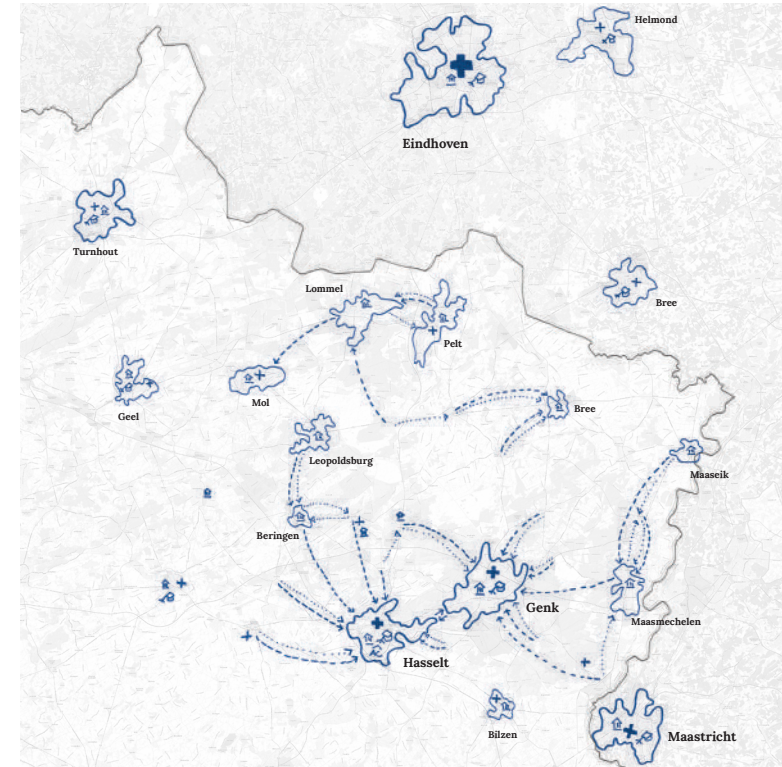 Helmond
Eindhoven
Turnhout
Lommel
Bree
Pelt
Geel
Mol
Bree
Leopoldsburg
Maaseik
Beringen
Genk
Maasmechelen
Hasselt
Bilzen
Maastricht